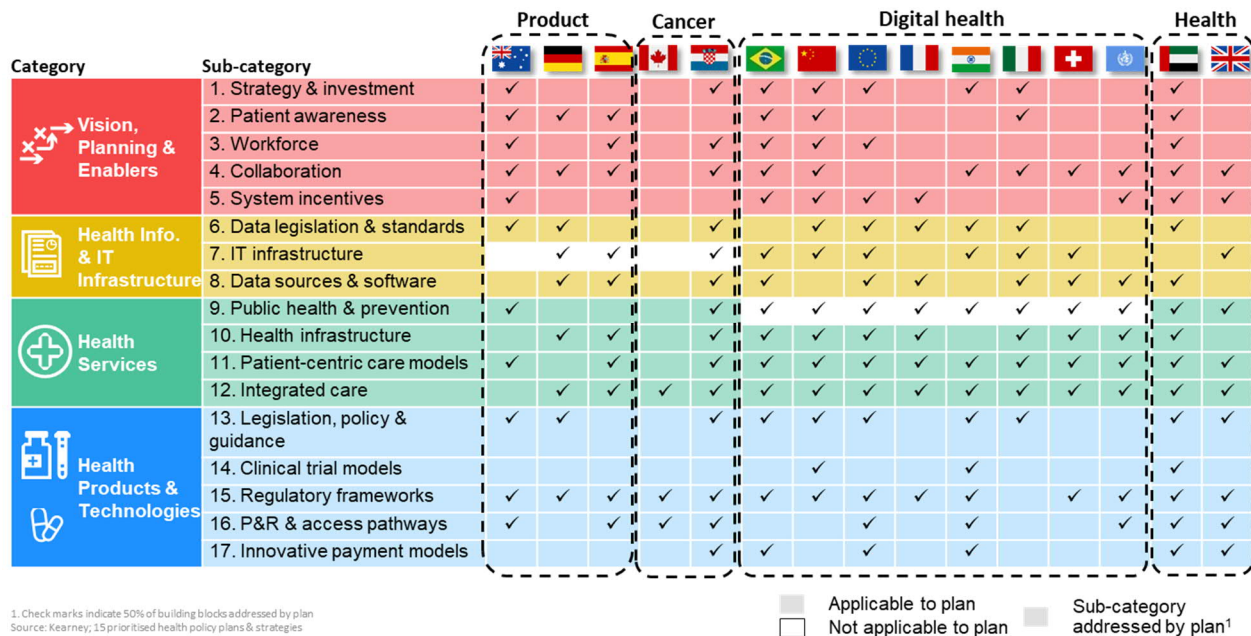 Product Cancer Digital health Health
Category Sub-category
Vision,
Planning &
Enablers
1. Strategy & investment ✓ ✓ ✓ ✓ ✓ ✓ ✓ ✓
2. Patient awareness ✓ ✓ ✓ ✓ ✓ ✓ ✓
3. Workforce ✓ ✓ ✓ ✓ ✓ ✓ ✓
4. Collaboration ✓ ✓ ✓ ✓ ✓ ✓ ✓ ✓ ✓ ✓ ✓ ✓
5. System incentives ✓ ✓ ✓ ✓ ✓ ✓ ✓ ✓
Health Info.
& IT
Infrastructure
6. Data legislation & standards ✓ ✓ ✓ ✓ ✓ ✓ ✓ ✓ ✓
7. IT infrastructure ✓ ✓ ✓ ✓ ✓ ✓ ✓ ✓ ✓ ✓
8. Data sources & software ✓ ✓ ✓ ✓ ✓ ✓ ✓ ✓ ✓ ✓
Health
Services
9. Public health & prevention ✓ ✓ ✓ ✓ ✓ ✓ ✓ ✓ ✓ ✓ ✓ ✓
10. Health infrastructure ✓ ✓ ✓ ✓ ✓ ✓ ✓ ✓ ✓ ✓ ✓
11. Patient-centric care models ✓ ✓ ✓ ✓ ✓ ✓ ✓ ✓ ✓ ✓ ✓ ✓ ✓
12. Integrated care ✓ ✓ ✓ ✓ ✓ ✓ ✓ ✓ ✓ ✓ ✓ ✓ ✓ ✓
Health
Products &
Technologies
13. Legislation, policy & ✓ ✓ ✓ ✓ ✓ ✓ ✓ ✓ ✓ ✓
guidance
14. Clinical trial models ✓ ✓ ✓
15. Regulatory frameworks ✓ ✓ ✓ ✓ ✓ ✓ ✓ ✓ ✓ ✓ ✓ ✓ ✓ ✓
16. P&R & access pathways ✓ ✓ ✓ ✓ ✓ ✓ ✓ ✓ ✓
17. Innovative payment models ✓ ✓ ✓ ✓ ✓ ✓
1. Check marks indicate 50% of building blocks addressed by plan
Source: Kearney; 15 prioritised health policy plans & strategies
Applicable to plan
Not applicable to plan
Sub-category
addressed by plan¹